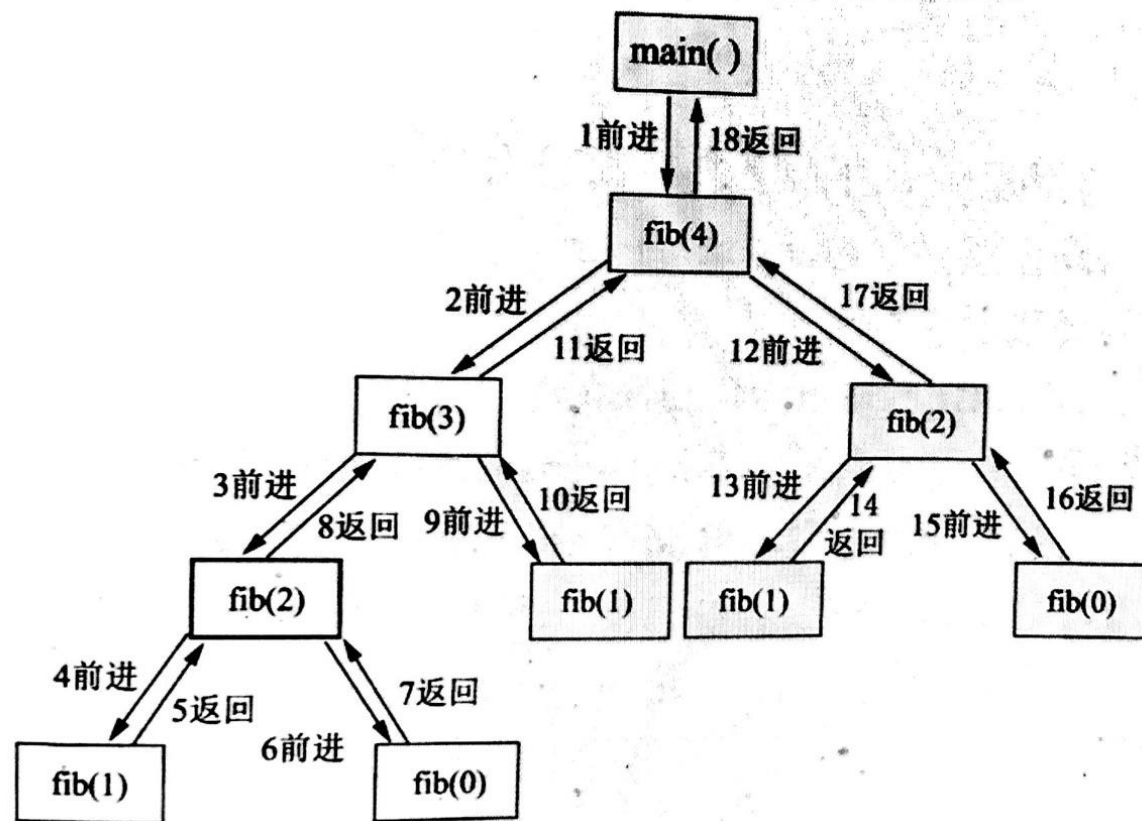 main( )
1前进
18返回
fib(4)
2前进
11返回
12前进
17返回
fib(3)
fib(2)
3前进
8返回
9前进
10返回
13前进
14
返回
15前进
16返回
fib(2)
fib(1)
fib(1)
fib(0)
4前进
5返回
6前进
7返回
fib(1)
fib(0)